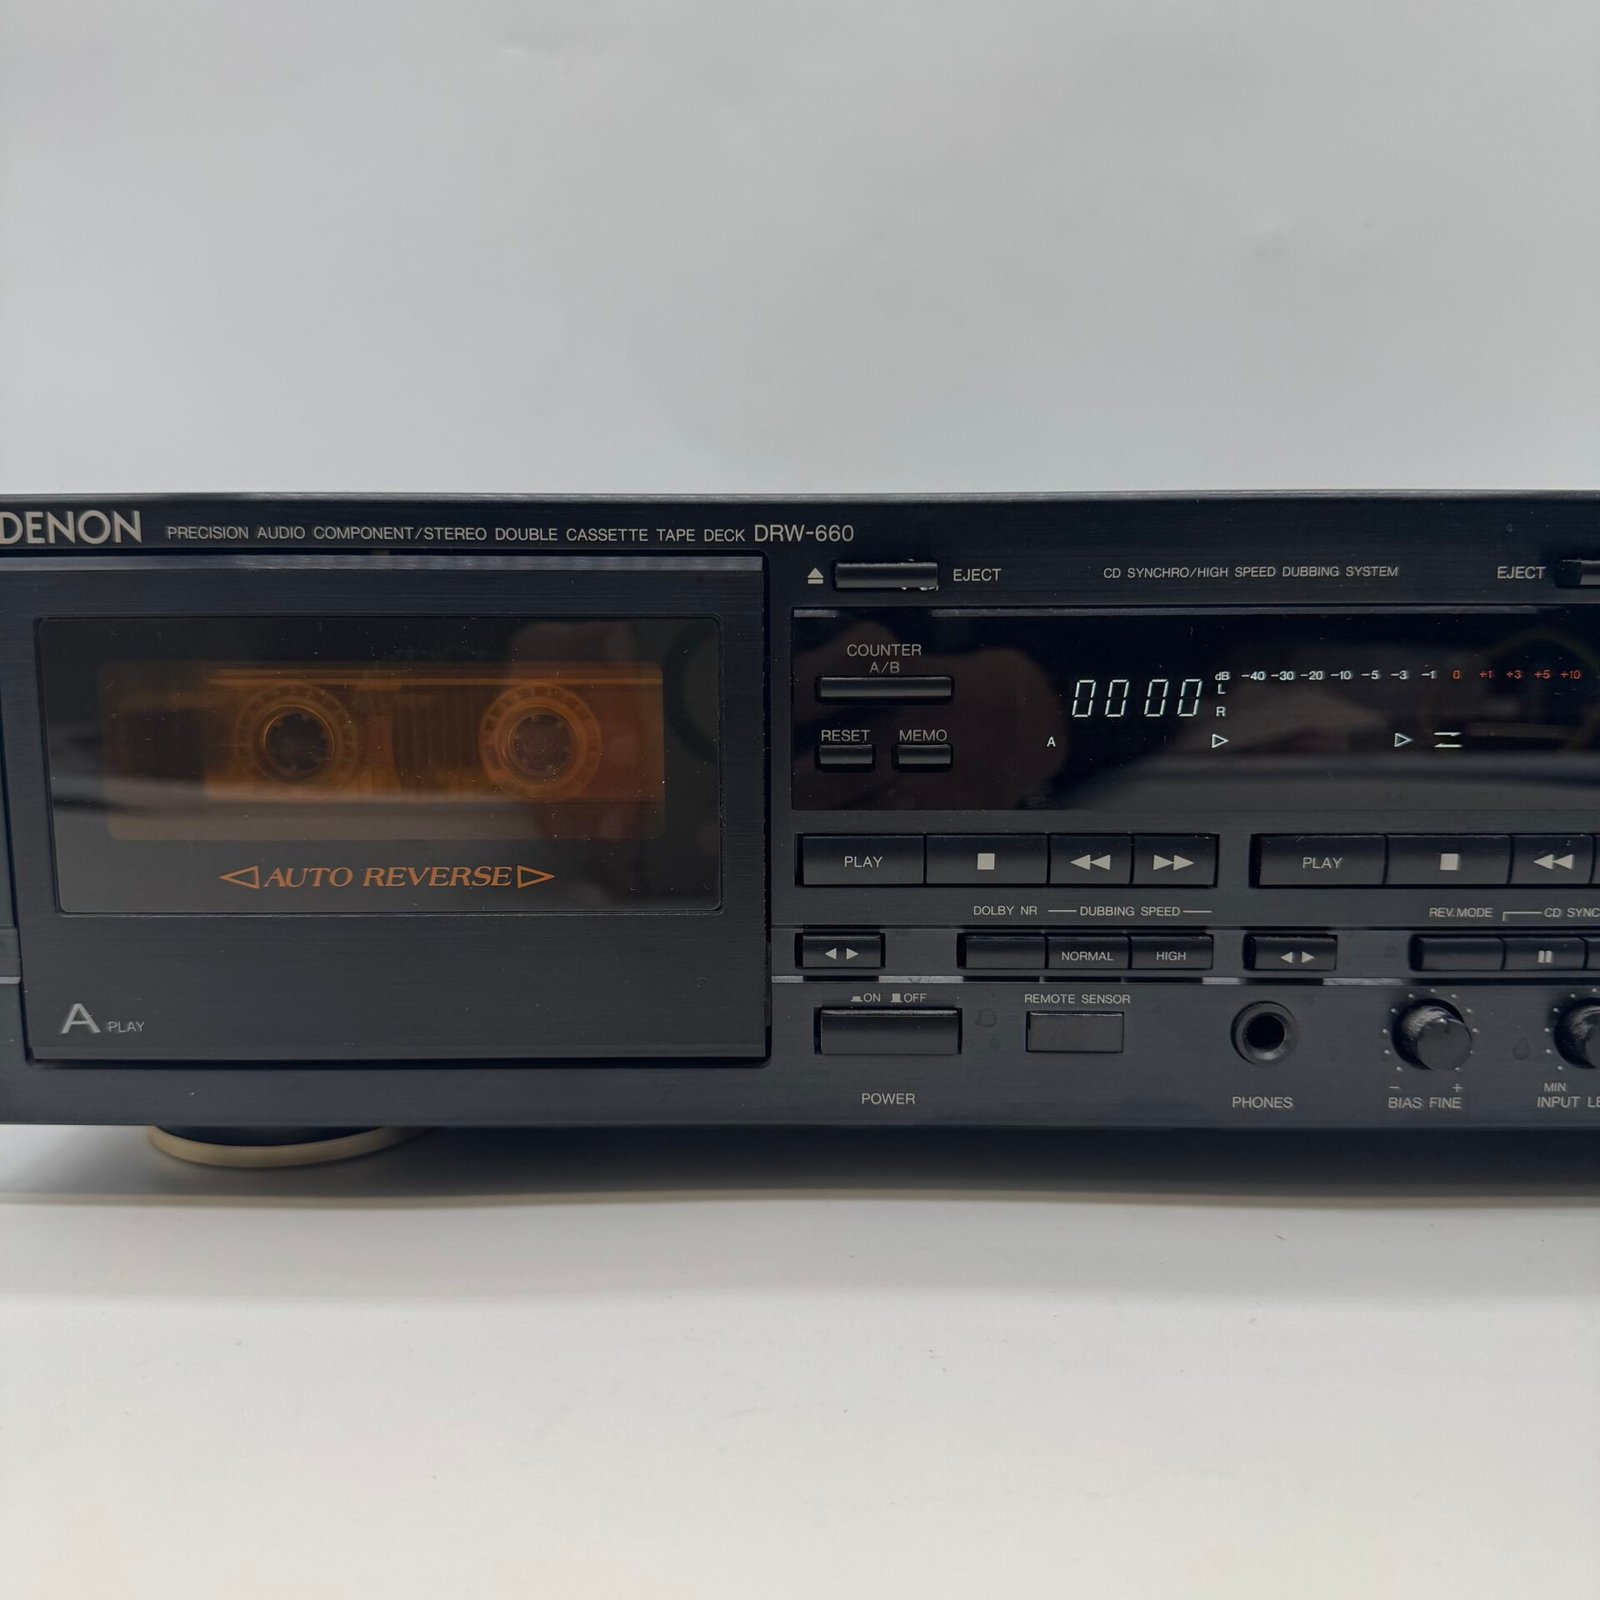 DENON PRECISION AUDIO COMPONENT/STEREO DOUBLE CASSETTE TAPE DECK DRW-660
EJECT CD SYNCHRO/HIGH SPEED DUBBING SYSTEM EJECT
COUNTER
A/B
dB -40 -30 -20 -10 -5 -3 -1 0 +1 +3 +5 +10
L
0000
R
RESET MEMO
A
PLAY PLAY
AUTO REVERSE
DOLBY NR DUBBING SPEED REV.MODE CD SYNC
NORMAL HIGH
ON OFF REMOTE SENSOR
A PLAY
- + MIN
POWER PHONES BIAS FINE INPUT LE